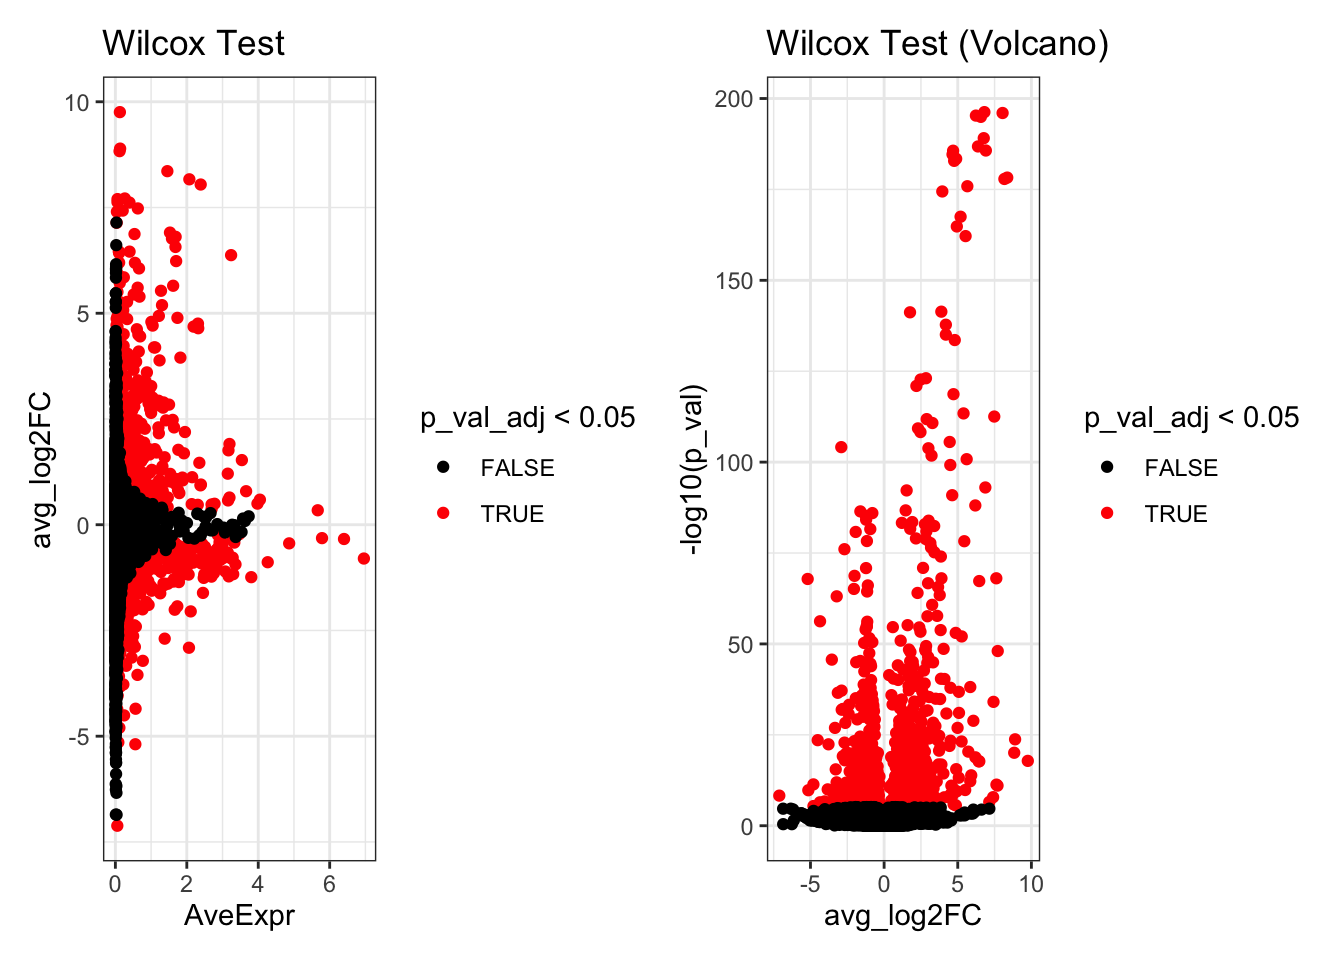 Wilcox Test
10
5
0
-5
avg_log2FC
0 2 4 6
AveExpr
p_val_adj < 0.05
FALSE
TRUE
Wilcox Test (Volcano)
200
150
100
50
0
-log10(p_val)
-5 0 5 10
avg_log2FC
p_val_adj < 0.05
FALSE
TRUE